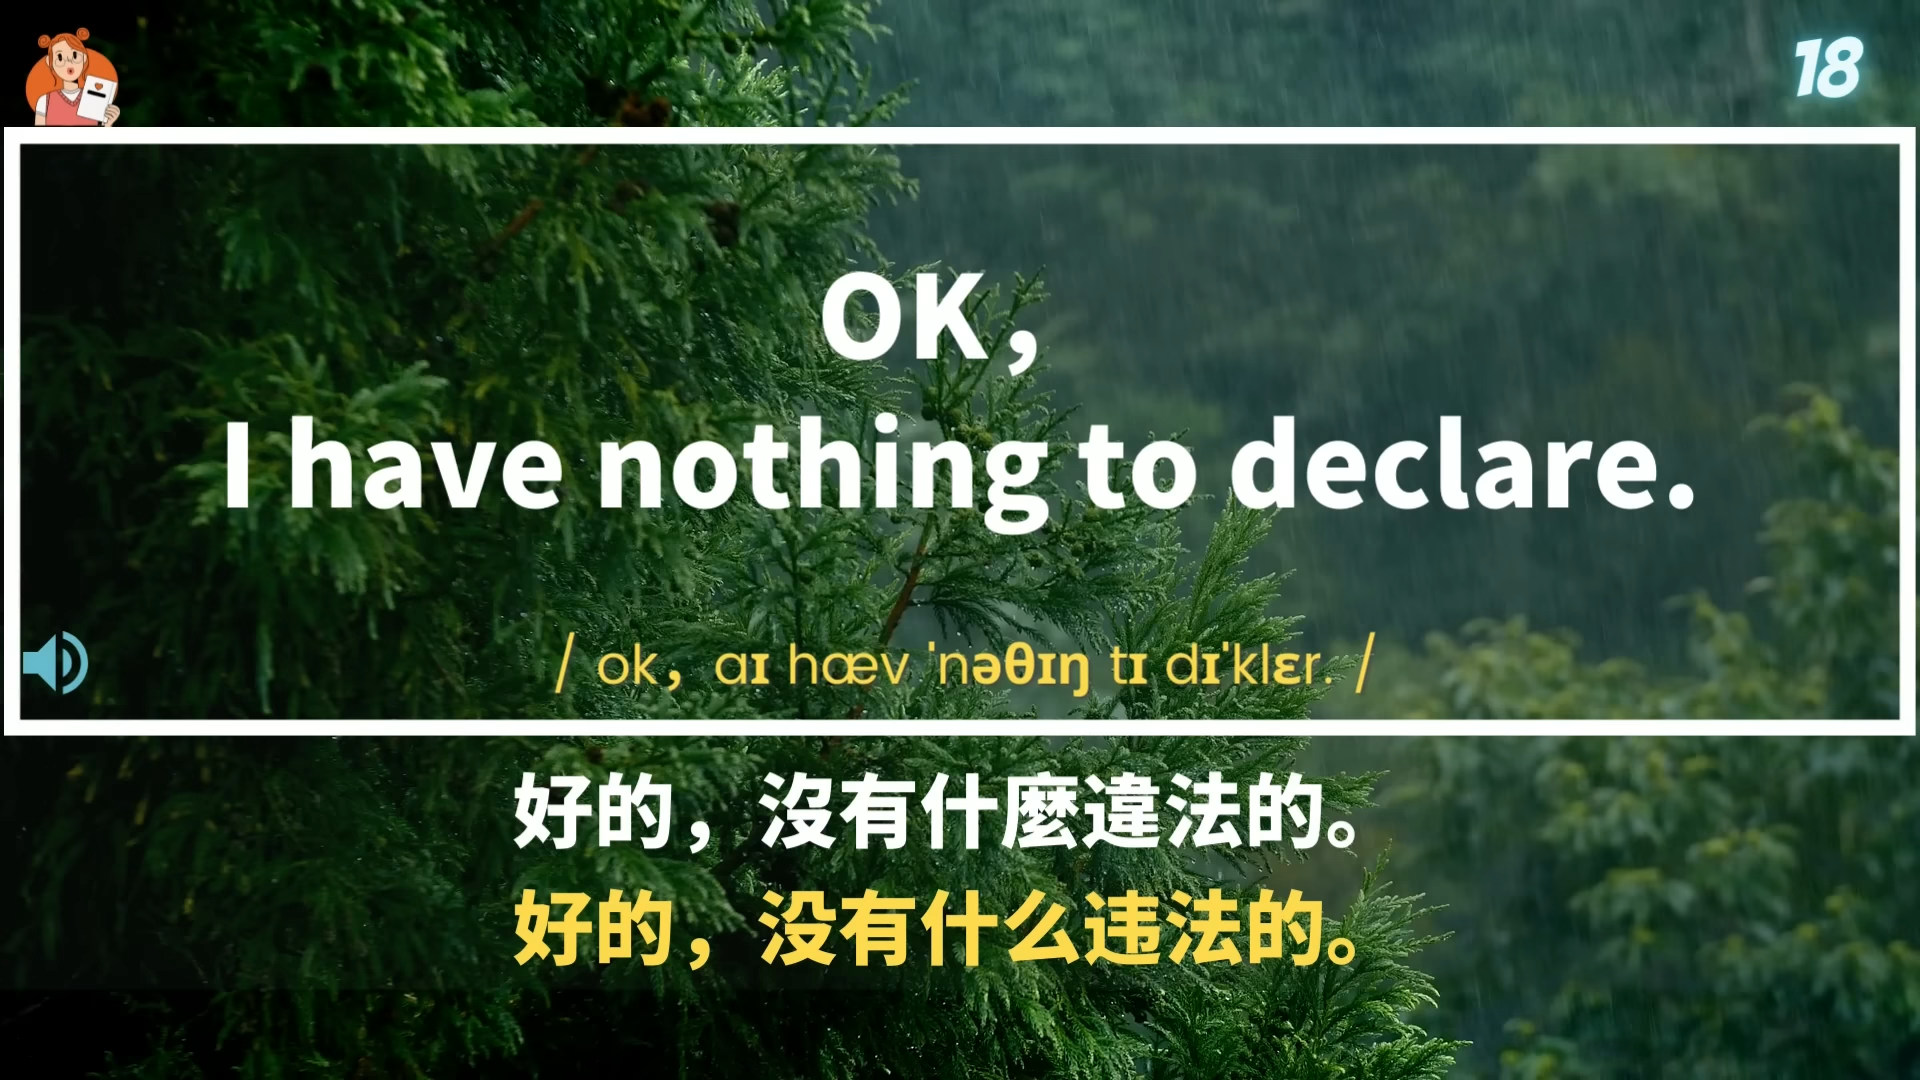 18
OK，
I have nothing to declare.
/ ok，ɑɪ hæv ˈnəθɪŋ tɪ dɪˈklɛr. /
好的，沒有什麼違法的。
好的，没有什么违法的。